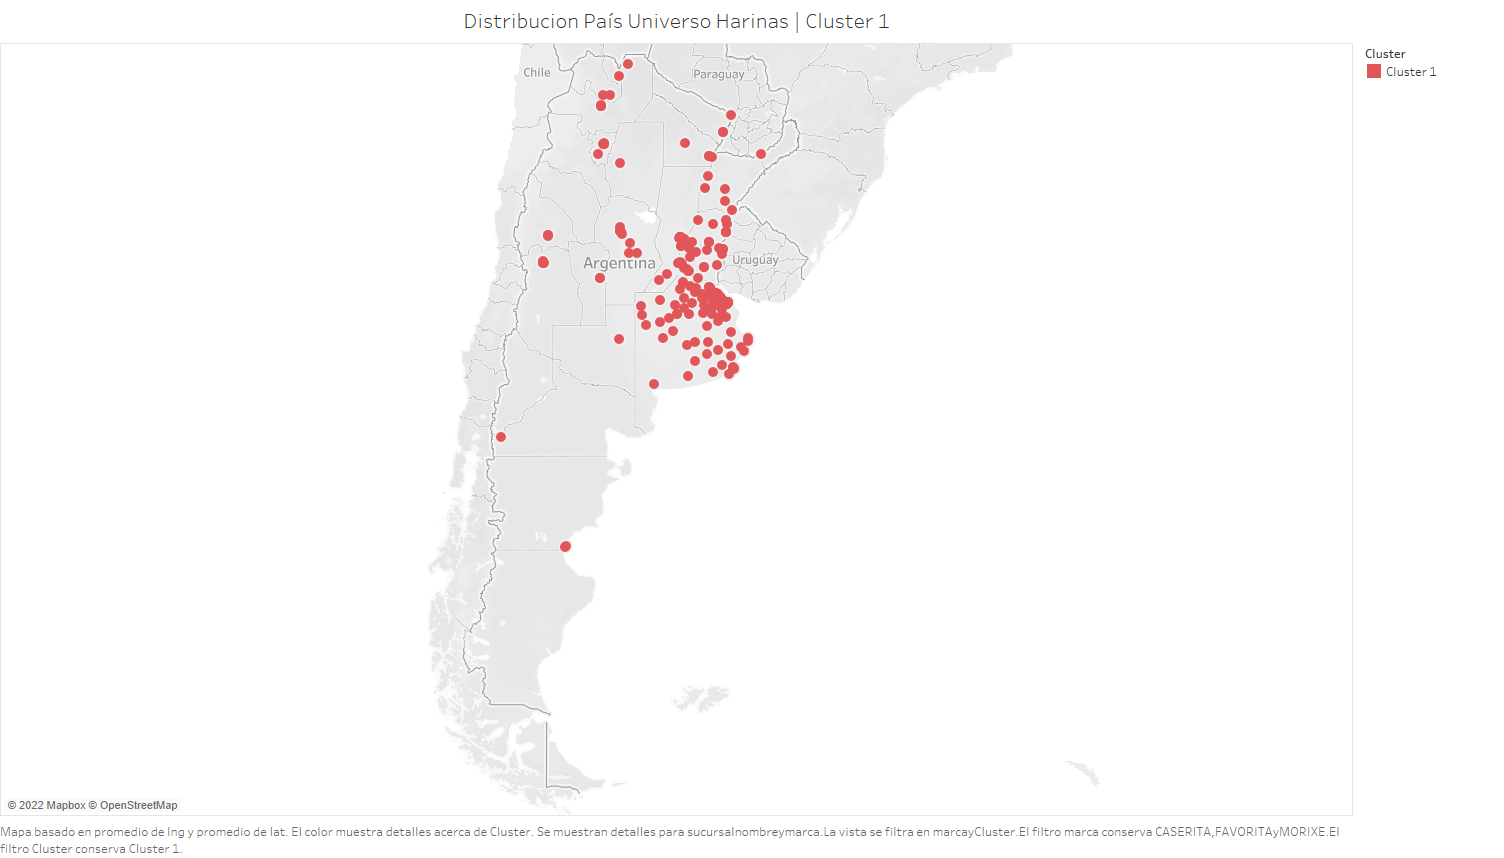 Distribucion País Universo Harinas | Cluster 1
Cluster
Cluster 1
Chile
Paraguay
Argentina
Uruguay
© 2022 Mapbox © OpenStreetMap
Mapa basado en promedio de lng y promedio de lat. El color muestra detalles acerca de Cluster. Se muestran detalles para sucursalnombreymarca.La vista se filtra en marcayCluster.El filtro marca conserva CASERITA,FAVORITAyMORIXE.El
filtro Cluster conserva Cluster 1.